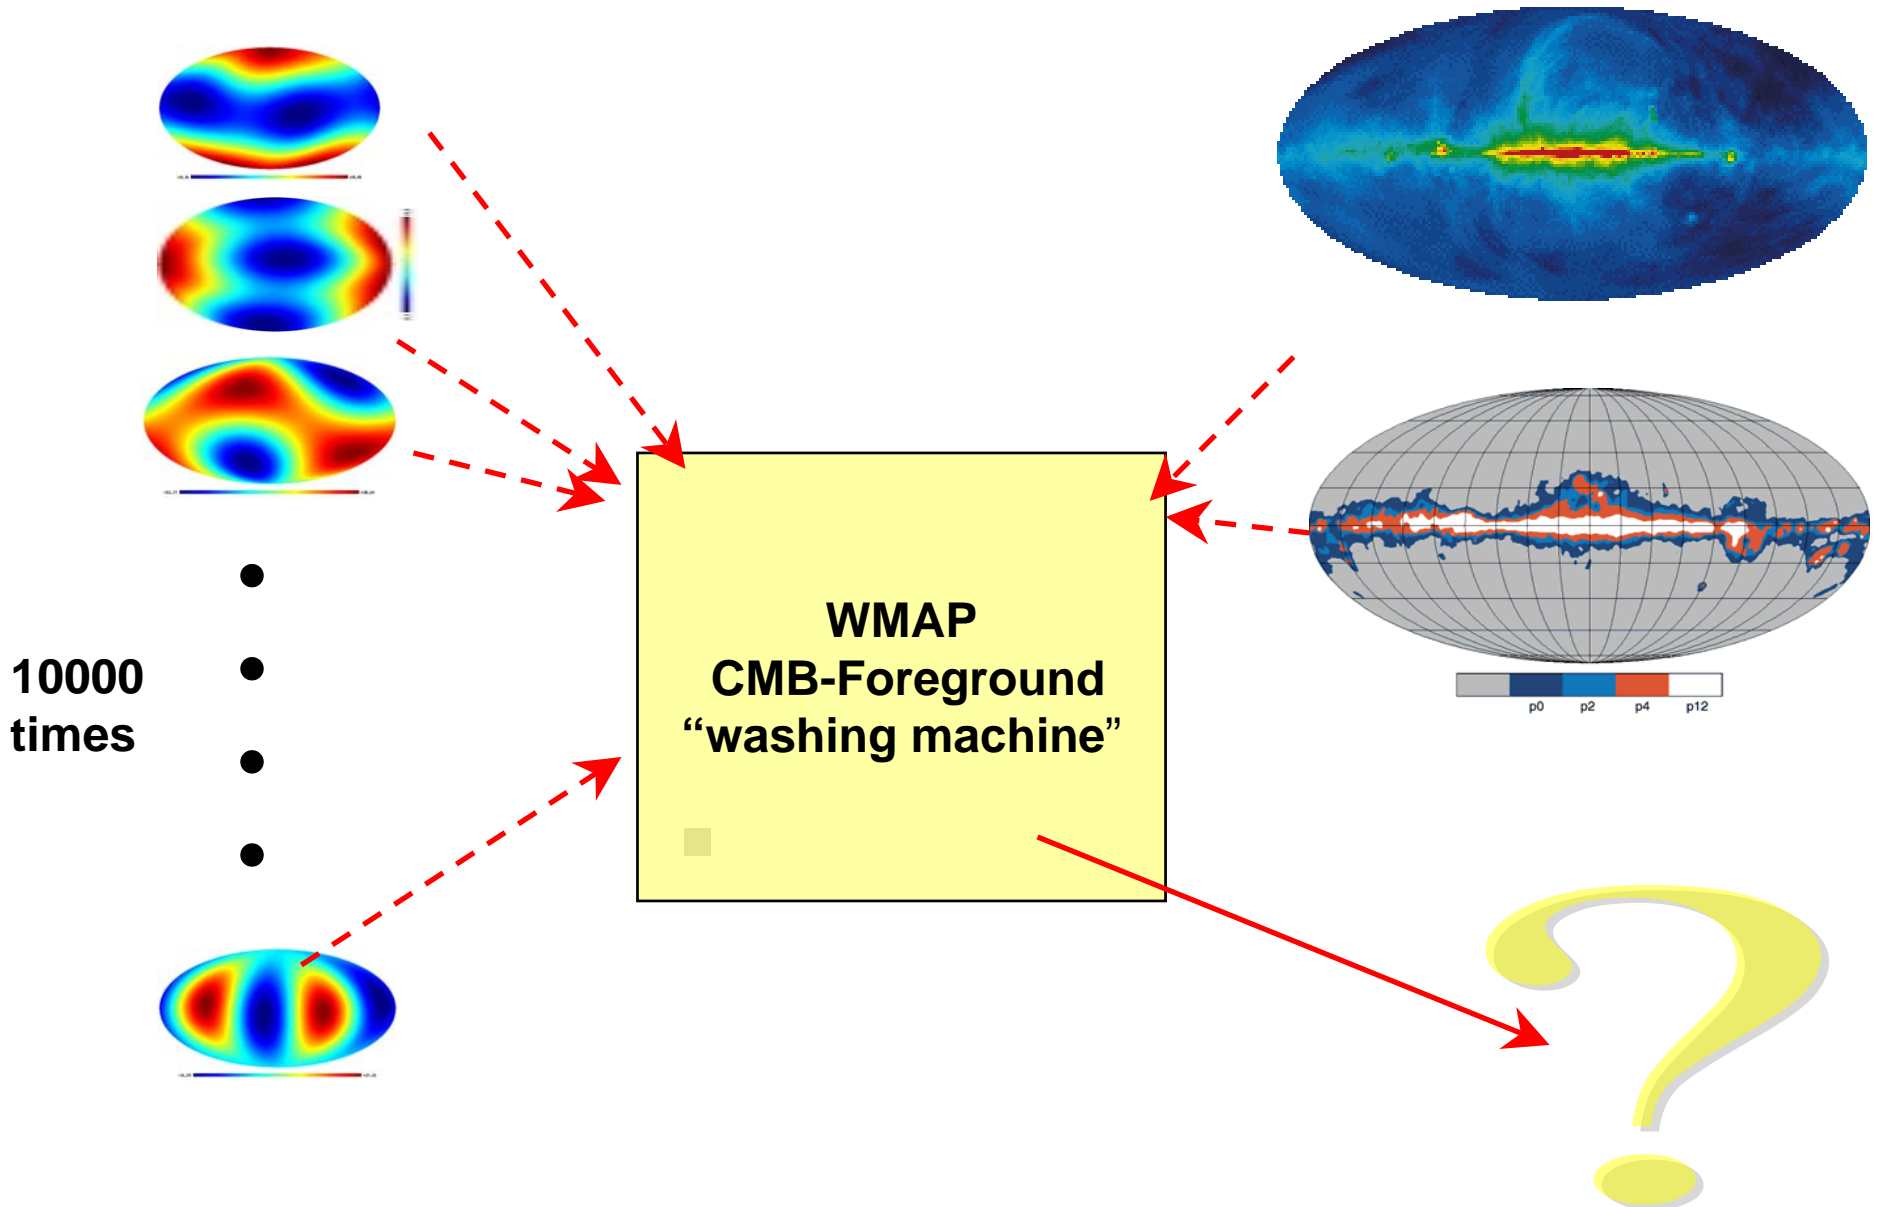 10000
times
WMAP
CMB-Foreground
“washing machine”
p0 p2 p4 p12